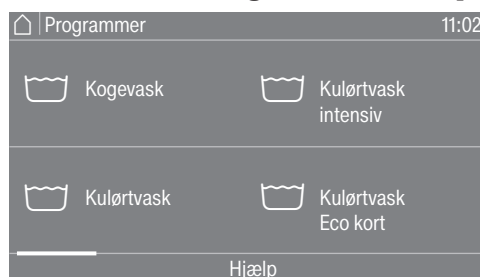 Programmer 11:02
Kogevask
Kulørtvask
intensiv
Kulørtvask
Kulørtvask
Eco kort
Hjælp